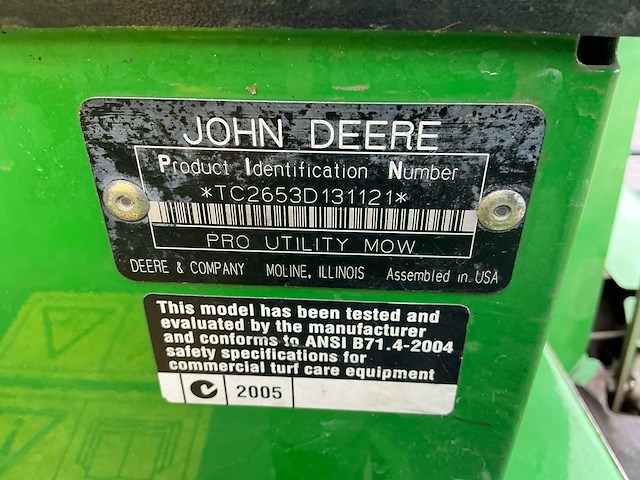 JOHN DEERE
Product Identification Number
*TC2653D131121*
PRO UTILITY MOW
DEERE & COMPANY MOLINE, ILLINOIS Assembled in USA
This model has been tested and
evaluated by the manufacturer
and conforms to ANSI B71.4-2004
safety specifications for
commercial turf care equipment
2005